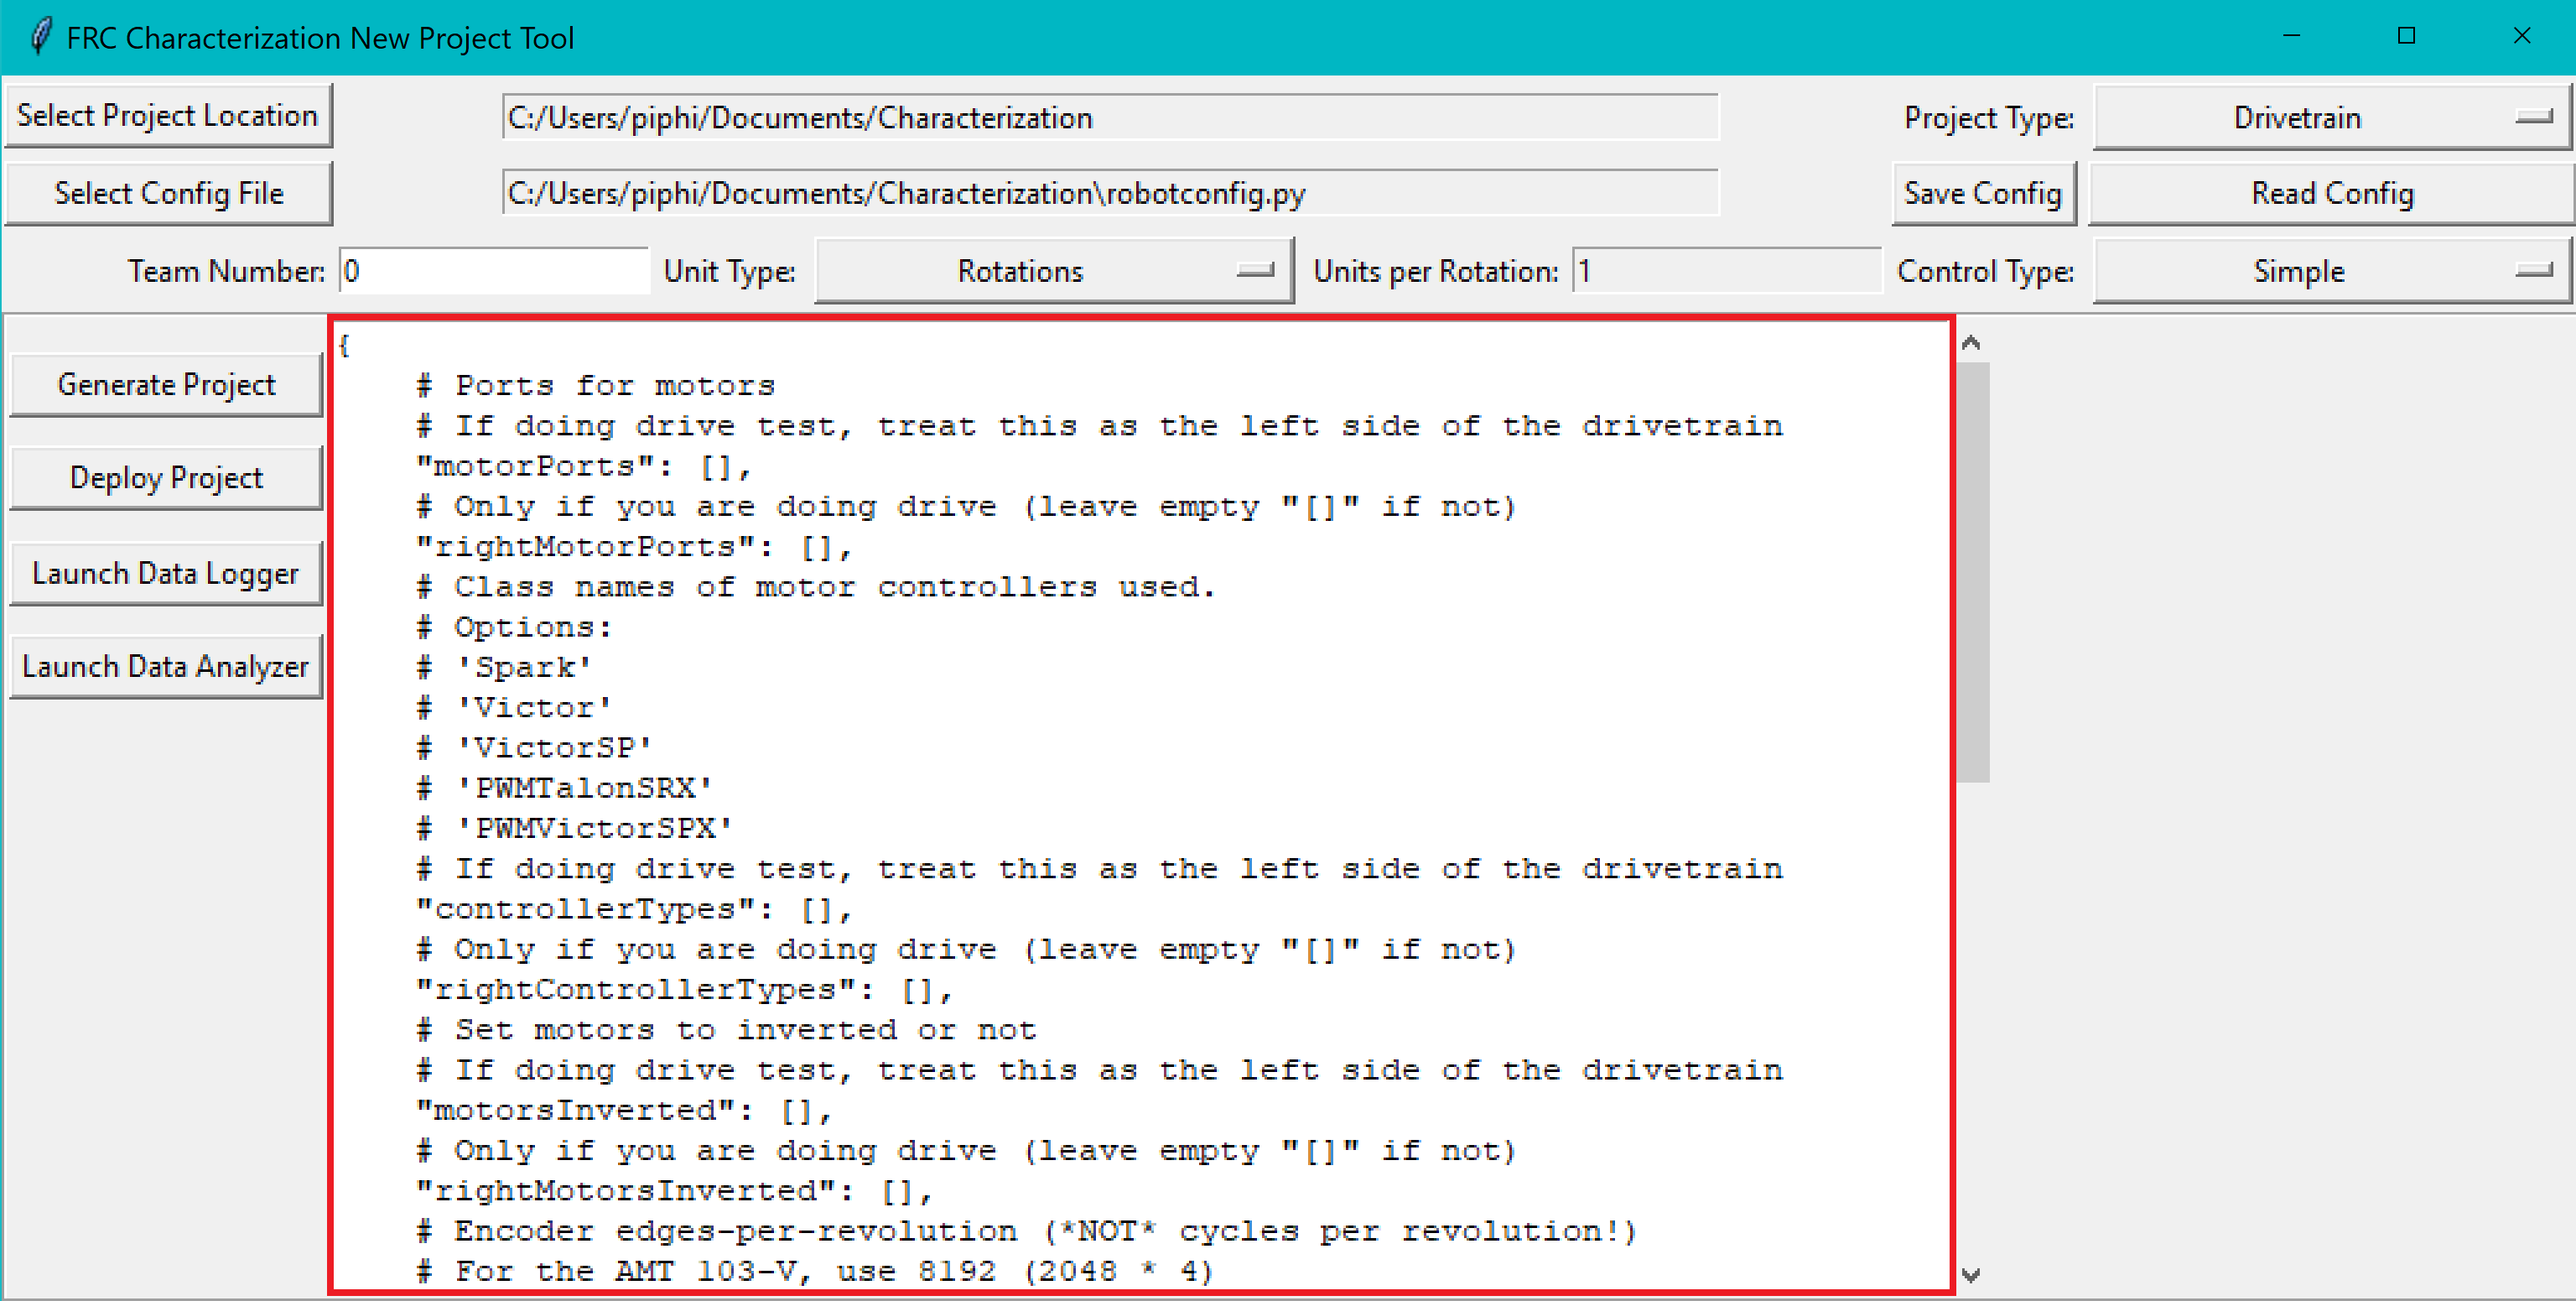 FRC Characterization New Project Tool
Select Project Location
C:/Users/piphi/Documents/Characterization
Project Type:
Drivetrain
Select Config File
C:/Users/piphi/Documents/Characterization\robotconfig.py
Save Config
Read Config
Team Number:
0
Unit Type:
Rotations
Units per Rotation:
1
Control Type:
Simple
Generate Project
Deploy Project
Launch Data Logger
Launch Data Analyzer
{
# Ports for motors
# If doing drive test, treat this as the left side of the drivetrain
"motorPorts": [],
# Only if you are doing drive (leave empty "[]" if not)
"rightMotorPorts": [],
# Class names of motor controllers used.
# Options:
# 'Spark'
# 'Victor'
# 'VictorSP'
# 'PWMTalonSRX'
# 'PWMVictorSPX'
# If doing drive test, treat this as the left side of the drivetrain
"controllerTypes": [],
# Only if you are doing drive (leave empty "[]" if not)
"rightControllerTypes": [],
# Set motors to inverted or not
# If doing drive test, treat this as the left side of the drivetrain
"motorsInverted": [],
# Only if you are doing drive (leave empty "[]" if not)
"rightMotorsInverted": [],
# Encoder edges-per-revolution (*NOT* cycles per revolution!)
# For the AMT 103-V, use 8192 (2048 * 4)